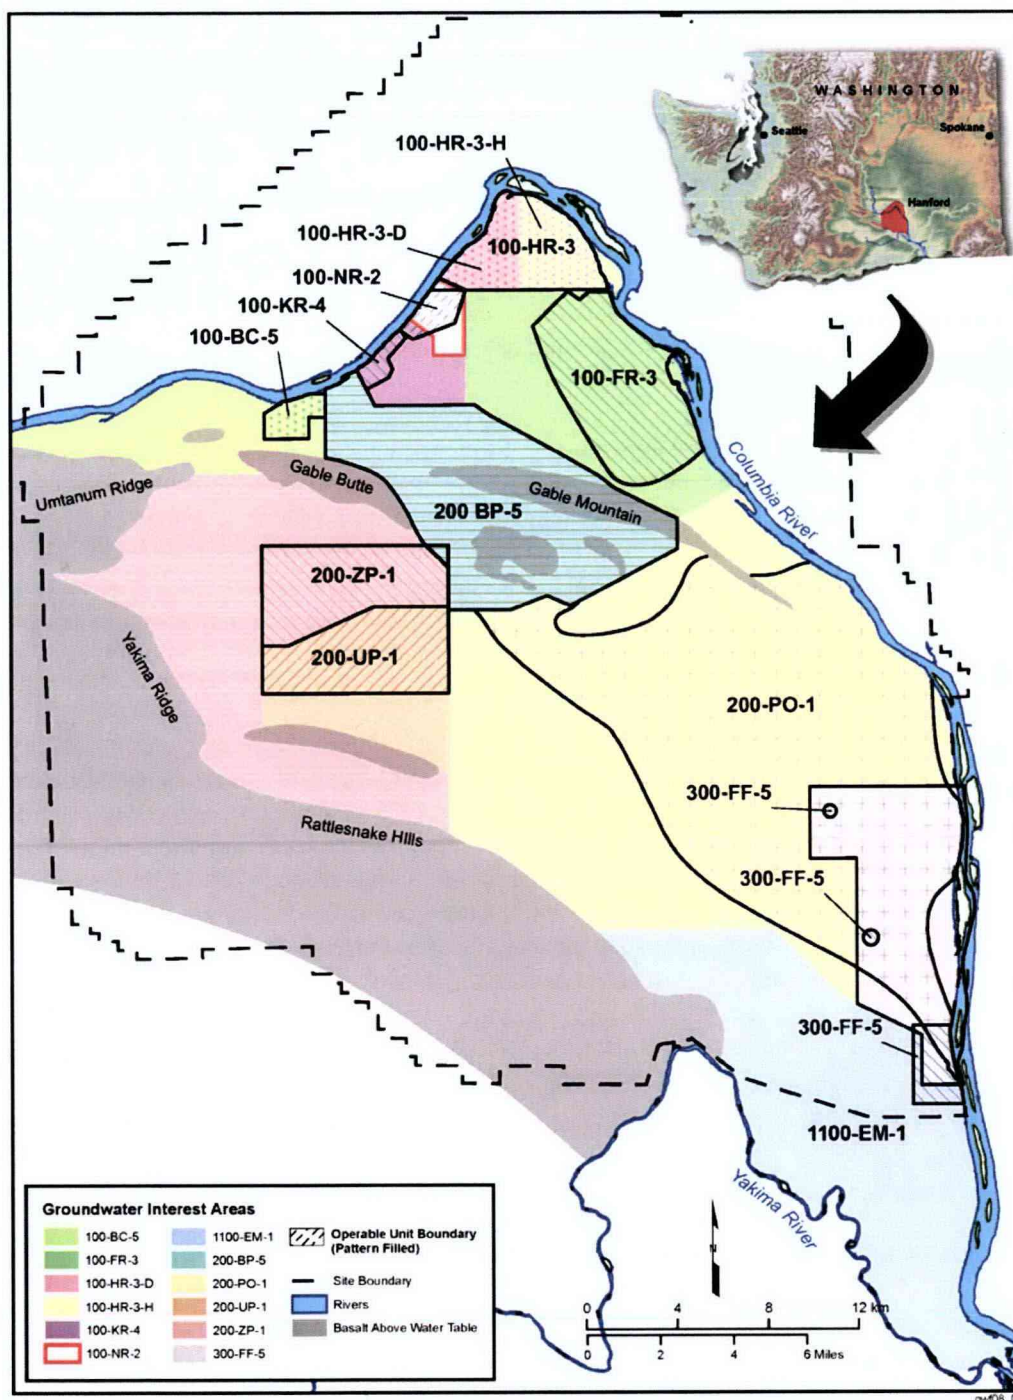 WASHINGTON
Seattle
Spokane
Hanford
100-HR-3-H
100-HR-3-D
100-HR-3
100-NR-2
100-KR-4
100-BC-5
100-FR-3
Columbia River
Umtanum Ridge
Gable Butte
Gable Mountain
200 BP-5
200-ZP-1
200-UP-1
Yakima Ridge
200-PO-1
300-FF-5
Rattlesnake Hills
300-FF-5
300-FF-5
1100-EM-1
Yakima River
N
Groundwater Interest Areas
100-BC-5
100-FR-3
100-HR-3-D
100-HR-3-H
100-KR-4
100-NR-2
1100-EM-1
200-BP-5
200-PO-1
200-UP-1
200-ZP-1
300-FF-5
Operable Unit Boundary
(Pattern Filled)
Site Boundary
Rivers
Basalt Above Water Table
0 4 8 12 km
0 2 4 6 Miles